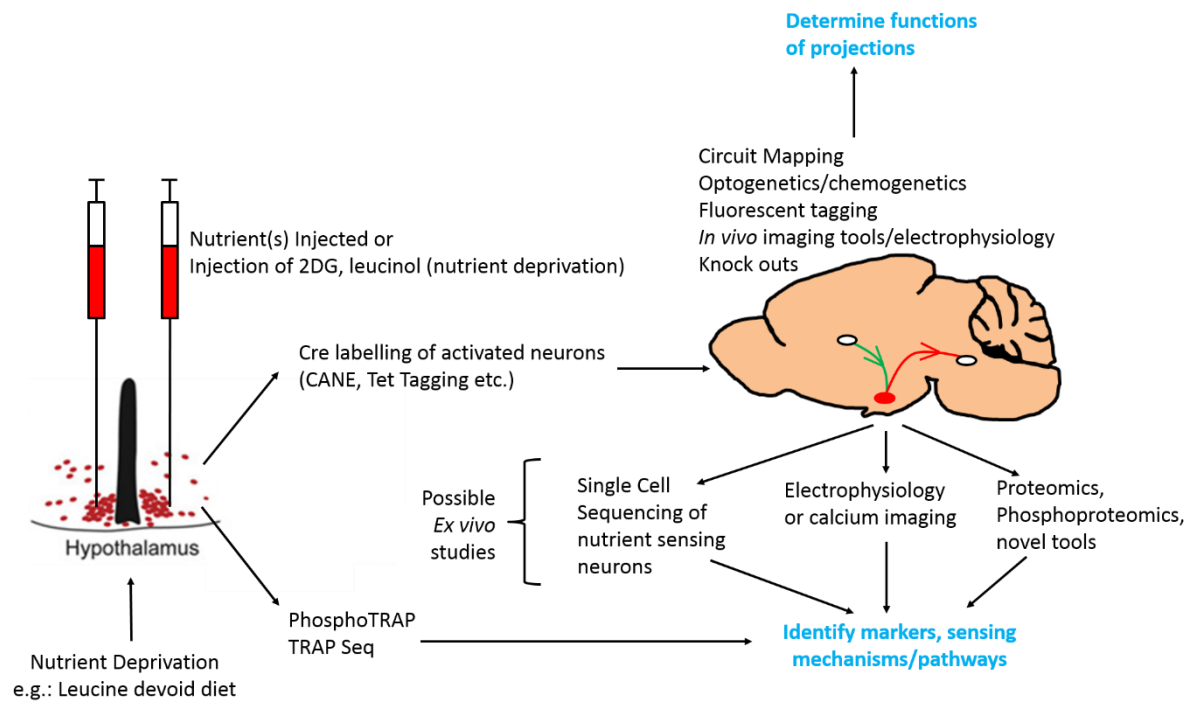 Determine functions
of projections
Circuit Mapping
Optogenetics/chemogenetics
Fluorescent tagging
In vivo imaging tools/electrophysiology
Knock outs
Nutrient(s) Injected or
Injection of 2DG, leucinol (nutrient deprivation)
Cre labelling of activated neurons
(CANE, Tet Tagging etc.)
Hypothalamus
Possible
Ex vivo
studies
Single Cell
Sequencing of
nutrient sensing
neurons
Electrophysiology
or calcium imaging
Proteomics,
Phosphoproteomics,
novel tools
PhosphoTRAP
TRAP Seq
Identify markers, sensing
mechanisms/pathways
Nutrient Deprivation
e.g.: Leucine devoid diet